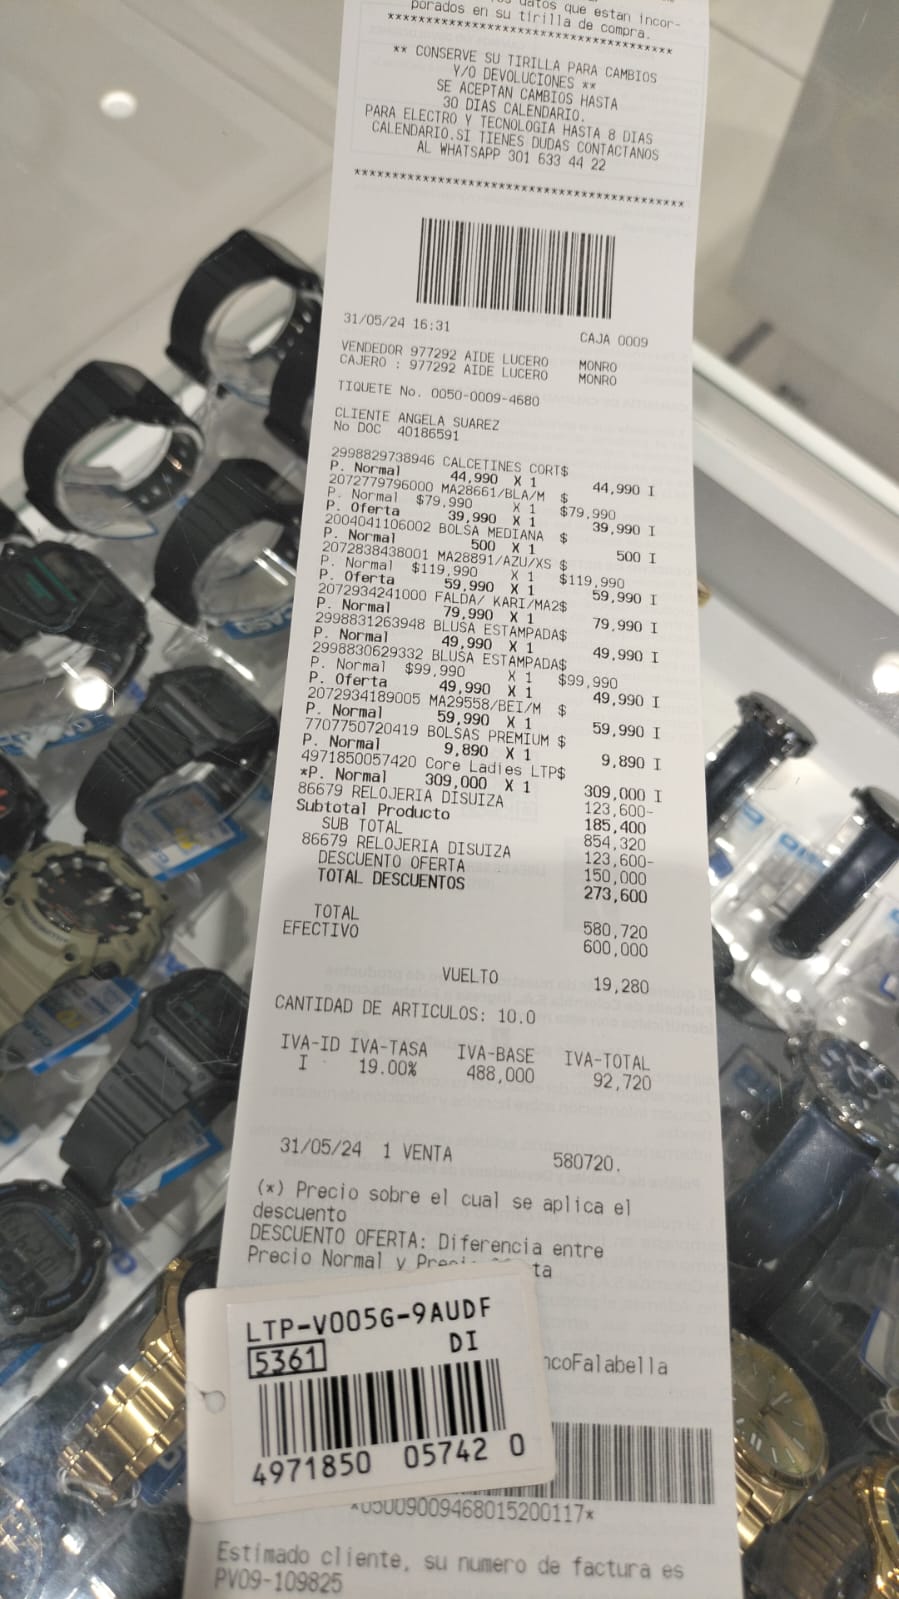 datos que estan incor-
porados en su tirilla de compra.
****************************************
** CONSERVE SU TIRILLA PARA CAMBIOS
Y/O DEVOLUCIONES **
SE ACEPTAN CAMBIOS HASTA
30 DIAS CALENDARIO.
PARA ELECTRO Y TECNOLOGIA HASTA 8 DIAS
CALENDARIO.SI TIENES DUDAS CONTACTANOS
AL WHATSAPP 301 633 44 22
****************************************
31/05/24 16:31 CAJA 0009
VENDEDOR 977292 AIDE LUCERO MONRO
CAJERO : 977292 AIDE LUCERO MONRO
TIQUETE No. 0050-0009-4680
CLIENTE ANGELA SUAREZ
No DOC 40186591
2998829738946 CALCETINES CORT$
P. Normal 44,990 X 1 44,990 I
2072779796000 MA28661/BLA/M $
P. Normal $79,990 X 1 $79,990
P. Oferta 39,990 X 1 39,990 I
2004041106002 BOLSA MEDIANA $
P. Normal 500 X 1 500 I
2072838438001 MA28891/AZU/XS $
P. Normal $119,990 X 1 $119,990
P. Oferta 59,990 X 1 59,990 I
2072934241000 FALDA/ KARI/MA2$
P. Normal 79,990 X 1 79,990 I
2998831263948 BLUSA ESTAMPADA$
P. Normal 49,990 X 1 49,990 I
2998830629332 BLUSA ESTAMPADA$
P. Normal $99,990 X 1 $99,990
P. Oferta 49,990 X 1 49,990 I
2072934189005 MA29558/BEI/M $
P. Normal 59,990 X 1 59,990 I
7707750720419 BOLSAS PREMIUM $
P. Normal 9,890 X 1 9,890 I
4971850057420 Core Ladies LTP$
*P. Normal 309,000 X 1 309,000 I
86679 RELOJERIA DISUIZA 123,600-
Subtotal Producto 185,400
SUB TOTAL 854,320
86679 RELOJERIA DISUIZA 123,600-
DESCUENTO OFERTA 150,000
TOTAL DESCUENTOS 273,600
TOTAL 580,720
EFECTIVO 600,000
VUELTO 19,280
CANTIDAD DE ARTICULOS: 10.0
IVA-ID IVA-TASA IVA-BASE IVA-TOTAL
I 19.00% 488,000 92,720
31/05/24 1 VENTA 580720.
(*) Precio sobre el cual se aplica el
descuento
DESCUENTO OFERTA: Diferencia entre
Precio Normal y
ncoFalabella
LTP-V005G-9AUDF
5361 DI
4971850 05742 0
*05009009468015200117*
Estimado cliente, su numero de factura es
PV09-109825